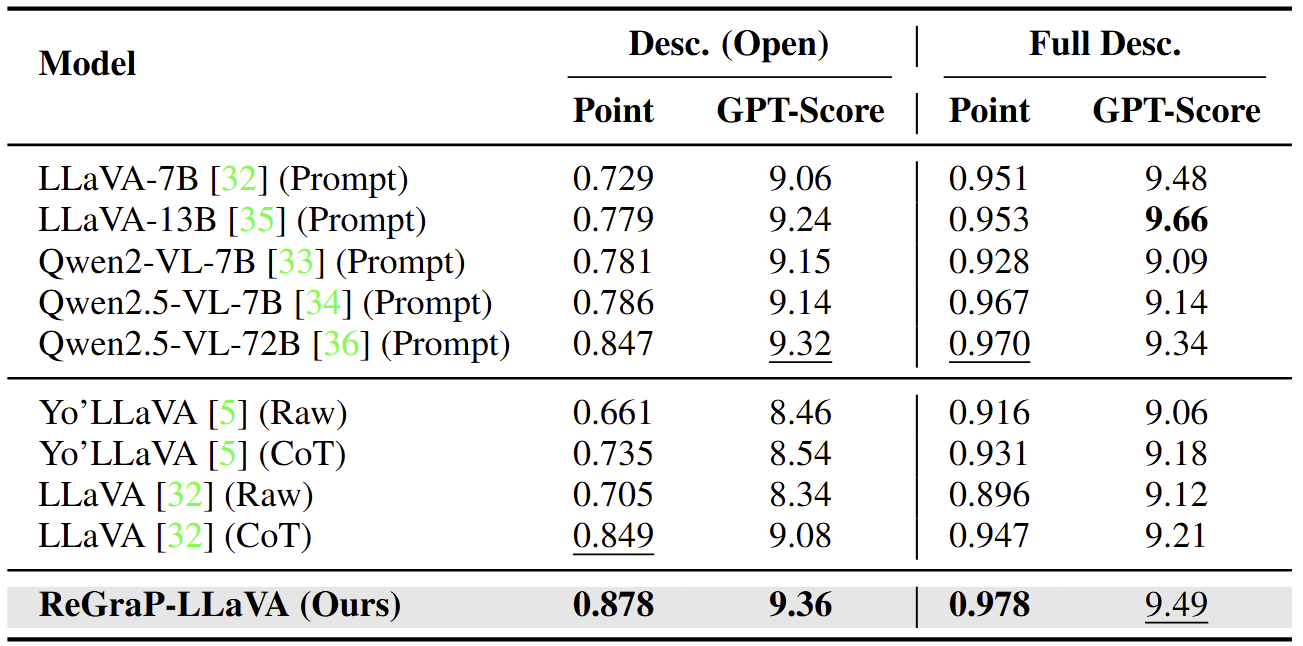 Model Desc. (Open) Full Desc.
Point GPT-Score Point GPT-Score
LLaVA-7B [32] (Prompt) 0.729 9.06 0.951 9.48
LLaVA-13B [35] (Prompt) 0.779 9.24 0.953 9.66
Qwen2-VL-7B [33] (Prompt) 0.781 9.15 0.928 9.09
Qwen2.5-VL-7B [34] (Prompt) 0.786 9.14 0.967 9.14
Qwen2.5-VL-72B [36] (Prompt) 0.847 9.32 0.970 9.34
Yo’LLaVA [5] (Raw) 0.661 8.46 0.916 9.06
Yo’LLaVA [5] (CoT) 0.735 8.54 0.931 9.18
LLaVA [32] (Raw) 0.705 8.34 0.896 9.12
LLaVA [32] (CoT) 0.849 9.08 0.947 9.21
ReGraP-LLaVA (Ours) 0.878 9.36 0.978 9.49